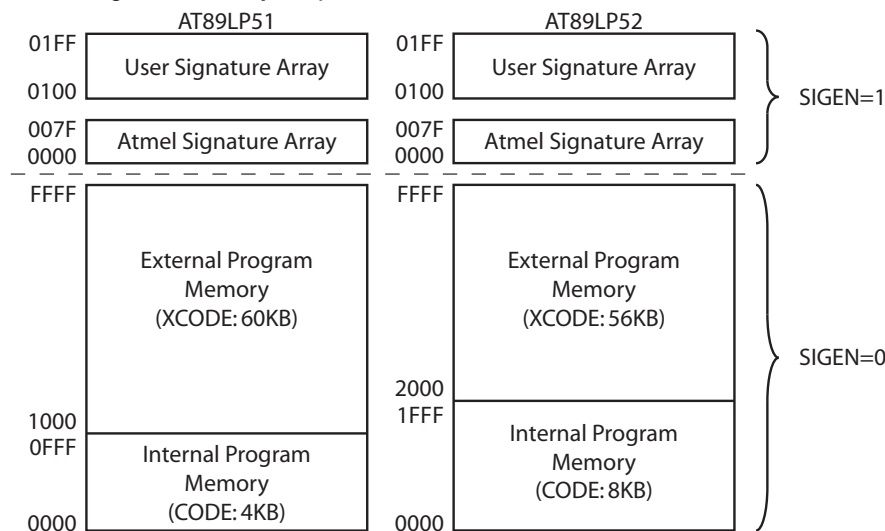 AT89LP51
01FF
User Signature Array
0100
007F
Atmel Signature Array
0000
FFFF
External Program
Memory
(XCODE: 60KB)
1000
0FFF
Internal Program
Memory
(CODE: 4KB)
0000
AT89LP52
01FF
User Signature Array
0100
007F
Atmel Signature Array
0000
FFFF
External Program
Memory
(XCODE: 56KB)
2000
1FFF
Internal Program
Memory
(CODE: 8KB)
0000
SIGEN=1
SIGEN=0